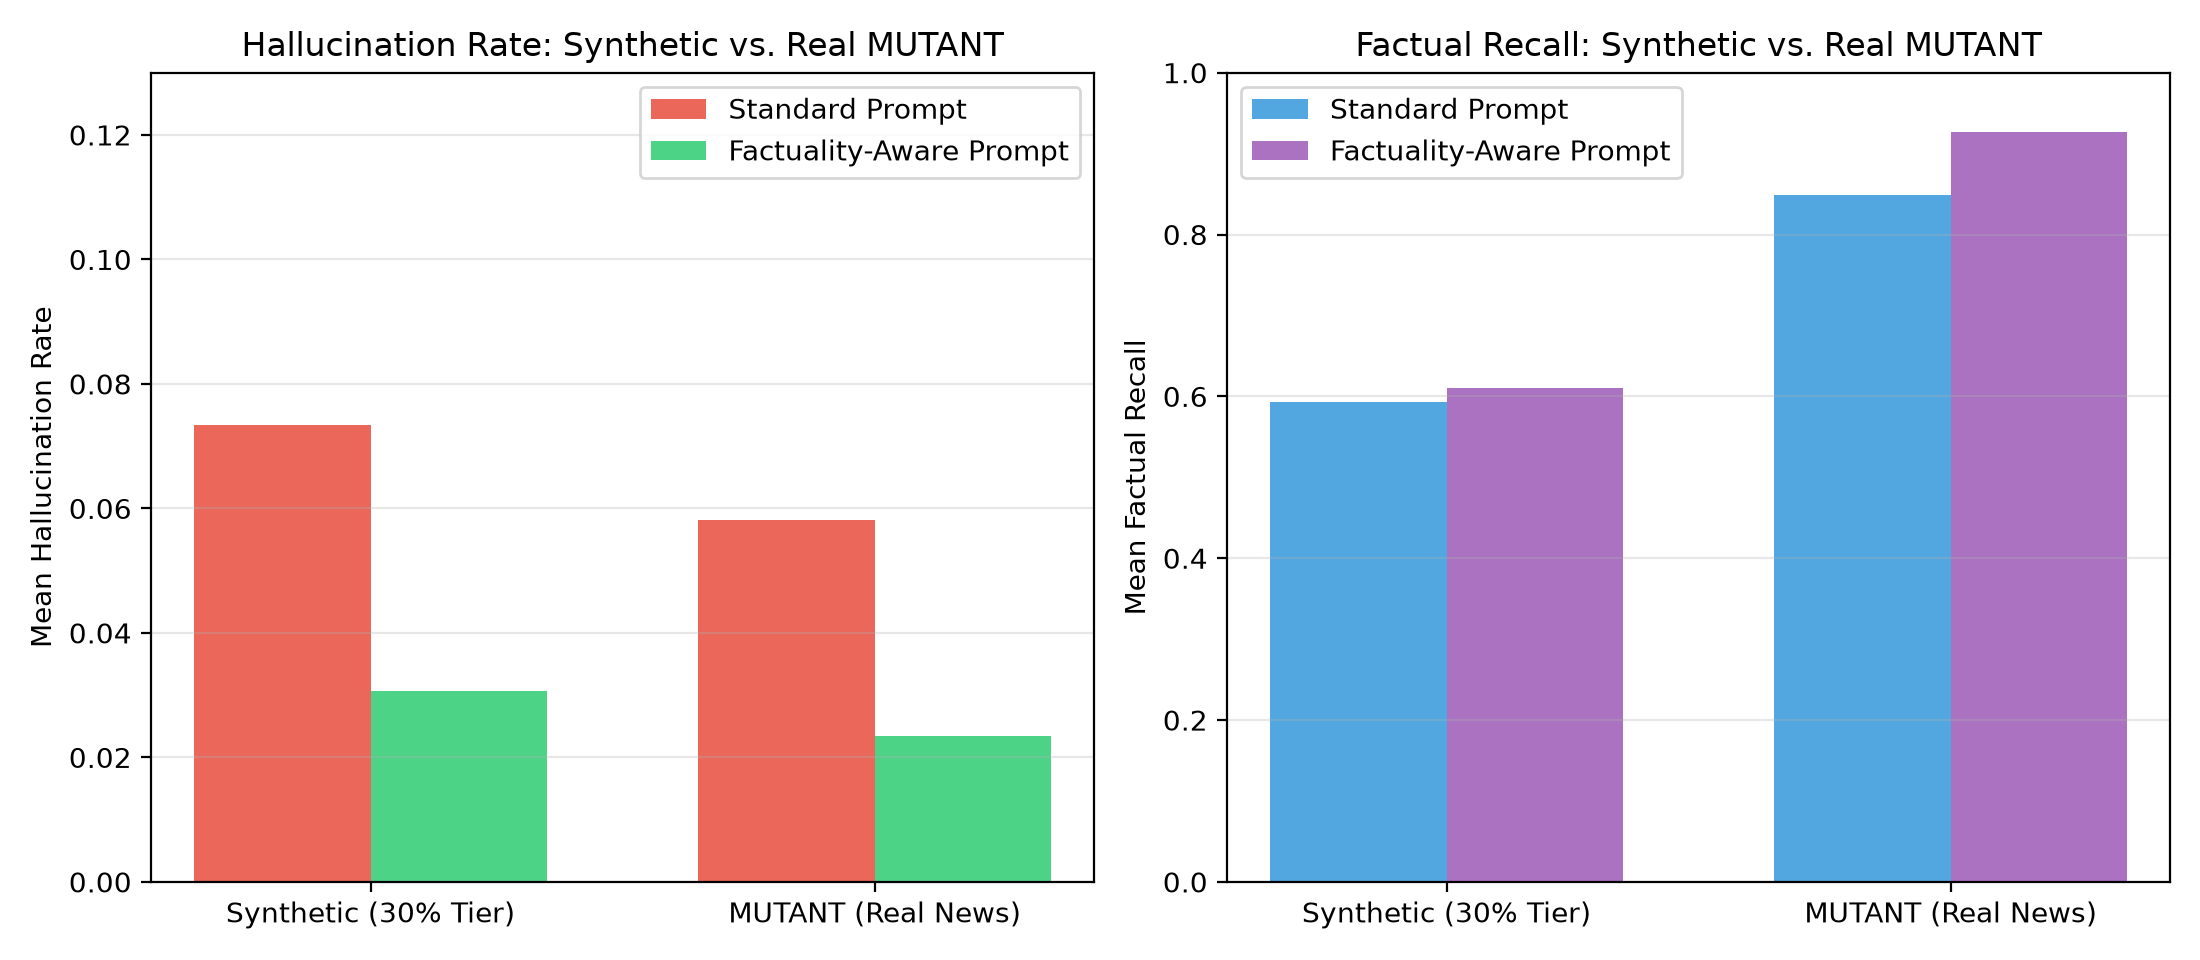 Hallucination Rate: Synthetic vs. Real MUTANT
Standard Prompt
Factuality-Aware Prompt
Mean Hallucination Rate
0.12
0.10
0.08
0.06
0.04
0.02
0.00
Synthetic (30% Tier)
MUTANT (Real News)
Factual Recall: Synthetic vs. Real MUTANT
Standard Prompt
Factuality-Aware Prompt
Mean Factual Recall
1.0
0.8
0.6
0.4
0.2
0.0
Synthetic (30% Tier)
MUTANT (Real News)